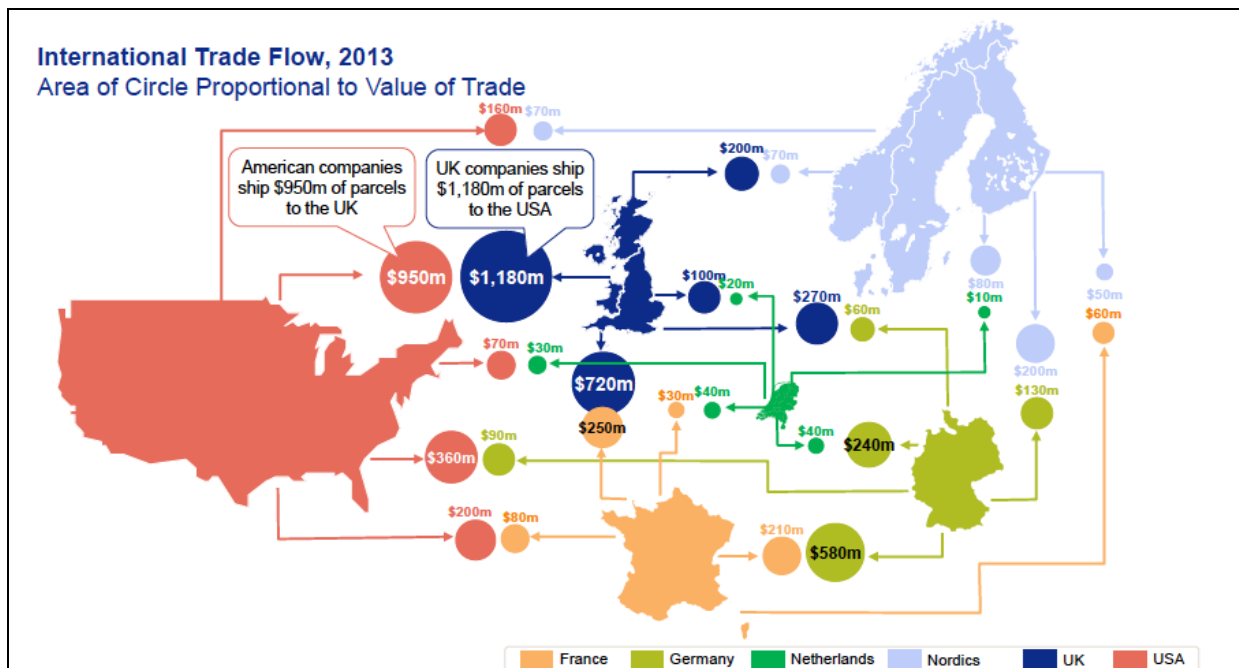 International Trade Flow, 2013
Area of Circle Proportional to Value of Trade
$160m
$70m
American companies
ship $950m of parcels
to the UK
UK companies ship
$1,180m of parcels
to the USA
$200m
$70m
$950m
$1,180m
$100m
$20m
$270m
$60m
$80m
$10m
$50m
$60m
$70m
$30m
$720m
$200m
$30m
$40m
$130m
$250m
$40m
$240m
$360m
$90m
$200m
$80m
$210m
$580m
France
Germany
Netherlands
Nordics
UK
USA